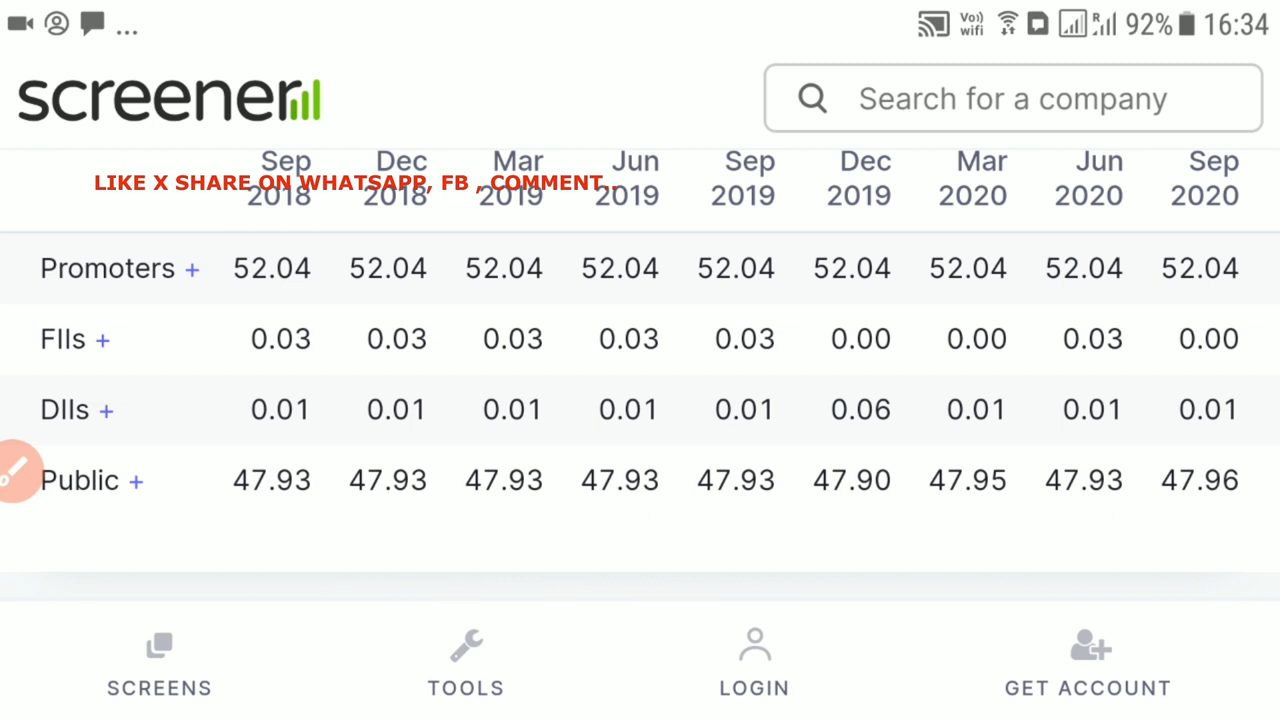 ... Vo)) wifi R 92% 16:34
screener Search for a company
Sep Dec Mar Jun Sep Dec Mar Jun Sep
LIKE X SHARE ON WHATSAPP, FB , COMMENT..
2018 2018 2019 2019 2019 2019 2020 2020 2020
Promoters + 52.04 52.04 52.04 52.04 52.04 52.04 52.04 52.04 52.04
FIIs + 0.03 0.03 0.03 0.03 0.03 0.00 0.00 0.03 0.00
DIIs + 0.01 0.01 0.01 0.01 0.01 0.06 0.01 0.01 0.01
Public + 47.93 47.93 47.93 47.93 47.93 47.90 47.95 47.93 47.96
SCREENS TOOLS LOGIN GET ACCOUNT